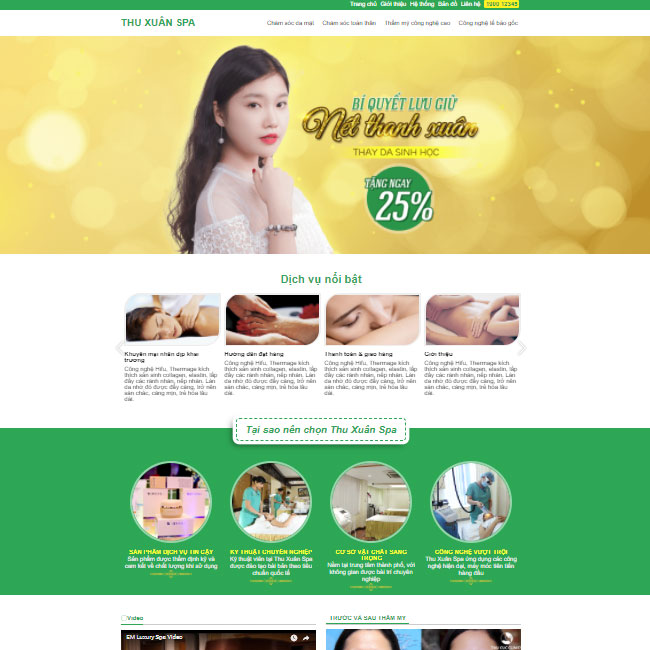 Trang chủ Giới thiệu Hệ thống Bản đồ Liên hệ 1900 12345
THU XUÂN SPA
Chăm sóc da mặt Chăm sóc toàn thân Thẩm mỹ công nghệ cao Công nghệ tế bào gốc
BÍ QUYẾT LƯU GIỮ
Nét thanh xuân
THAY DA SINH HỌC
TẶNG NGAY
25%
Dịch vụ nổi bật
Khuyến mại nhân dịp khai
trương
Công nghệ Hifu, Thermage kích
thích sản sinh collagen, elastin, lấp
đầy các rãnh nhăn, nếp nhăn. Làn
da nhờ đó được đẩy căng, trở nên
săn chắc, căng mịn, trẻ hóa lâu
dài.
Hướng dẫn đặt hàng
Công nghệ Hifu, Thermage kích
thích sản sinh collagen, elastin, lấp
đầy các rãnh nhăn, nếp nhăn. Làn
da nhờ đó được đẩy căng, trở nên
săn chắc, căng mịn, trẻ hóa lâu
dài.
Thanh toán & giao hàng
Công nghệ Hifu, Thermage kích
thích sản sinh collagen, elastin, lấp
đầy các rãnh nhăn, nếp nhăn. Làn
da nhờ đó được đẩy căng, trở nên
săn chắc, căng mịn, trẻ hóa lâu
dài.
Giới thiệu
Công nghệ Hifu, Thermage kích
thích sản sinh collagen, elastin, lấp
đầy các rãnh nhăn, nếp nhăn. Làn
da nhờ đó được đẩy căng, trở nên
săn chắc, căng mịn, trẻ hóa lâu
dài.
Tại sao nên chọn Thu Xuân Spa
SẢN PHẨM DỊCH VỤ TIN CẬY
Sản phẩm được thẩm định kỹ và
cam kết về chất lượng khi sử dụng
KỸ THUẬT CHUYÊN NGHIỆP
Kỹ thuật viên tại Thu Xuân Spa
được đào tạo bài bản theo tiêu
chuẩn quốc tế
CƠ SỞ VẬT CHẤT SANG
TRỌNG
Nằm tại trung tâm thành phố, với
không gian được bài trí chuyên
nghiệp
CÔNG NGHỆ VƯỢT TRỘI
Thu Xuân Spa ứng dụng các công
nghệ hiện đại, máy móc tiên tiến
hàng đầu
Video
EM Luxury Spa Video
TRƯỚC VÀ SAU THẨM MỸ